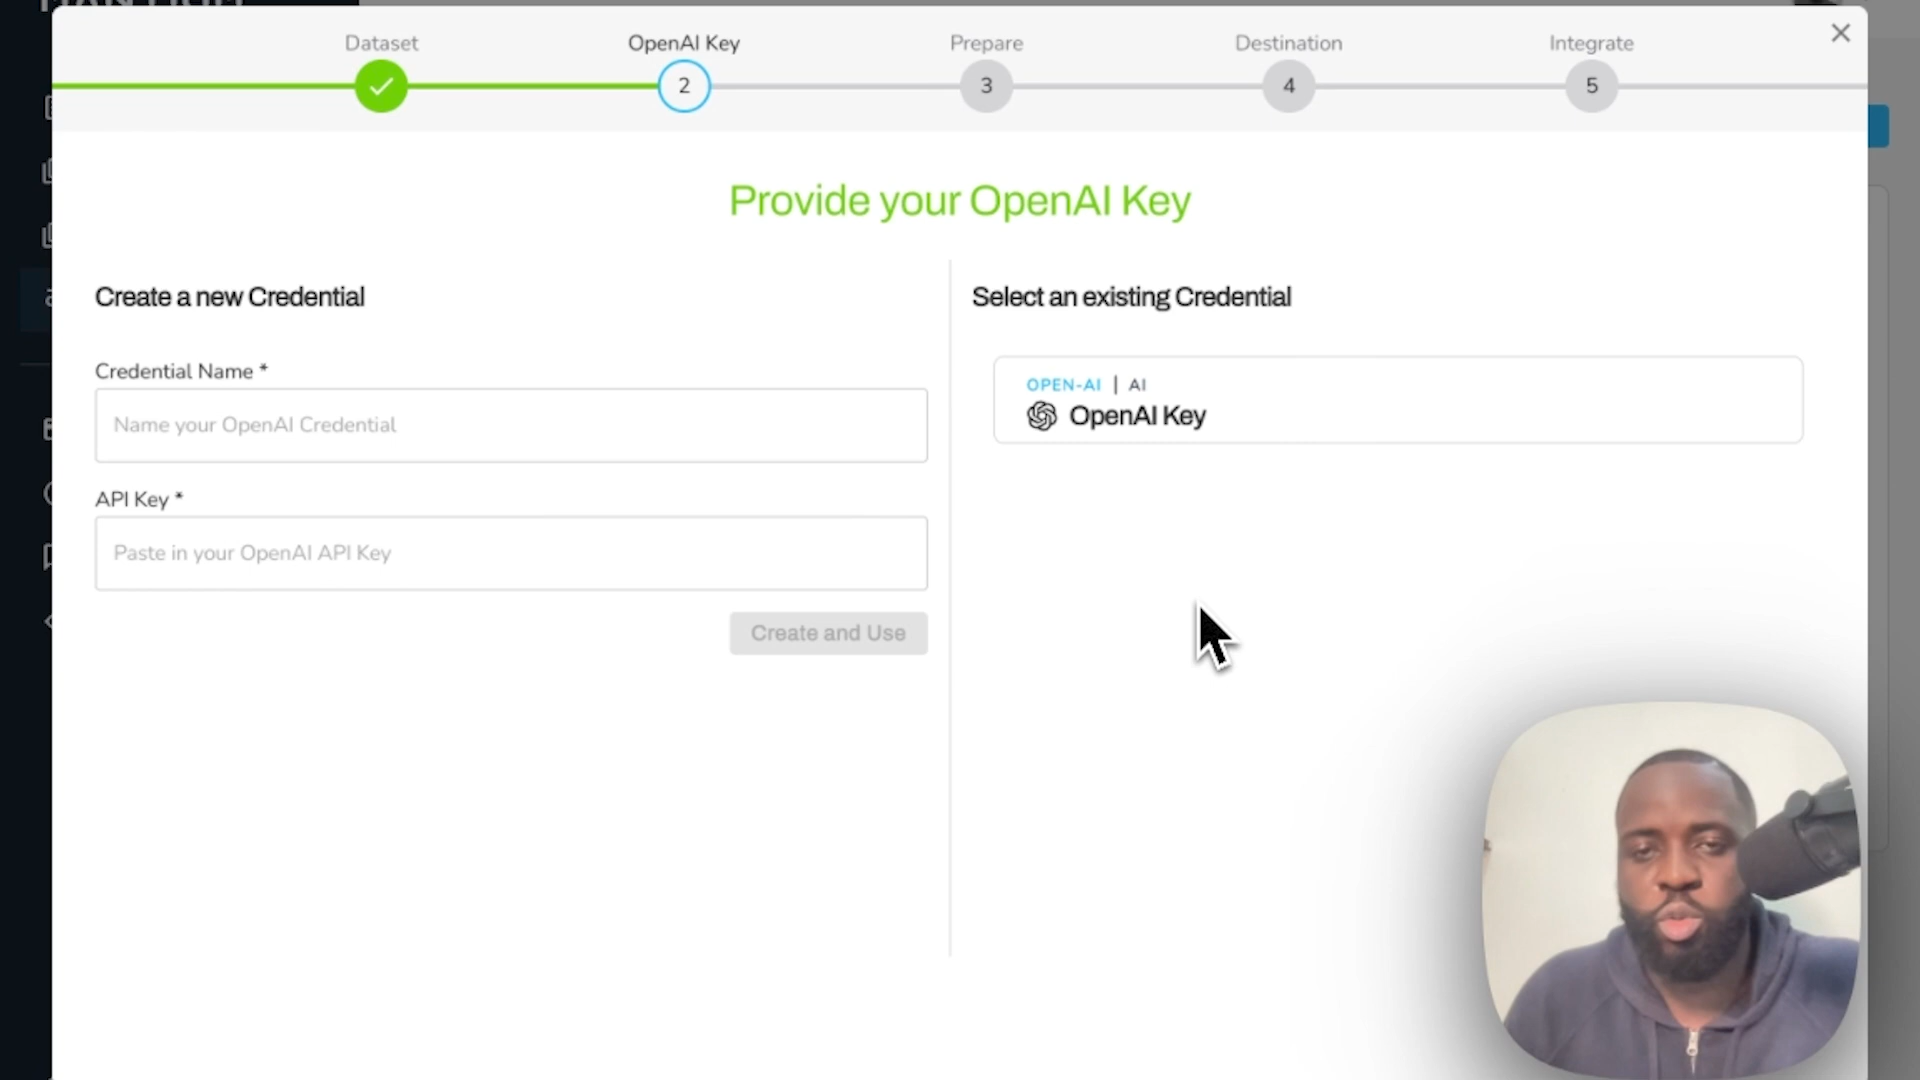 Dataset
OpenAI Key
Prepare
Destination
Integrate
2
3
4
5
Provide your OpenAI Key
Create a new Credential
Credential Name *
Name your OpenAI Credential
API Key *
Paste in your OpenAI API Key
Create and Use
Select an existing Credential
OPEN-AI | AI
OpenAI Key